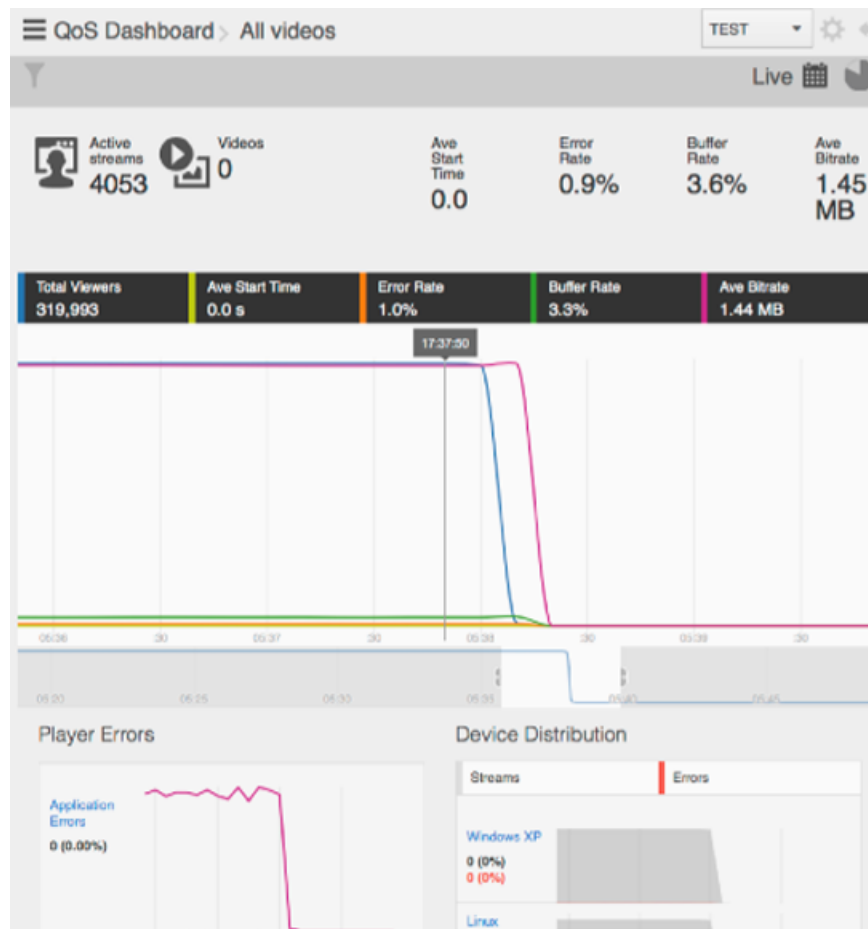 QoS Dashboard > All videos
TEST
Live
Active
streams
4053
Videos
0
Ave
Start
Time
0.0
Error
Rate
0.9%
Buffer
Rate
3.6%
Ave
Bitrate
1.45
MB
Total Viewers
319,993
Ave Start Time
0.0 s
Error Rate
1.0%
Buffer Rate
3.3%
Ave Bitrate
1.44 MB
17:37:50
05:36 :30 05:37 :30 05:38 :30 05:39 :30
05:20 05:25 05:30 05:35 05:40 05:45
Player Errors
Application
Errors
0 (0.00%)
Device Distribution
Streams
Errors
Windows XP
0 (0%)
0 (0%)
Linux